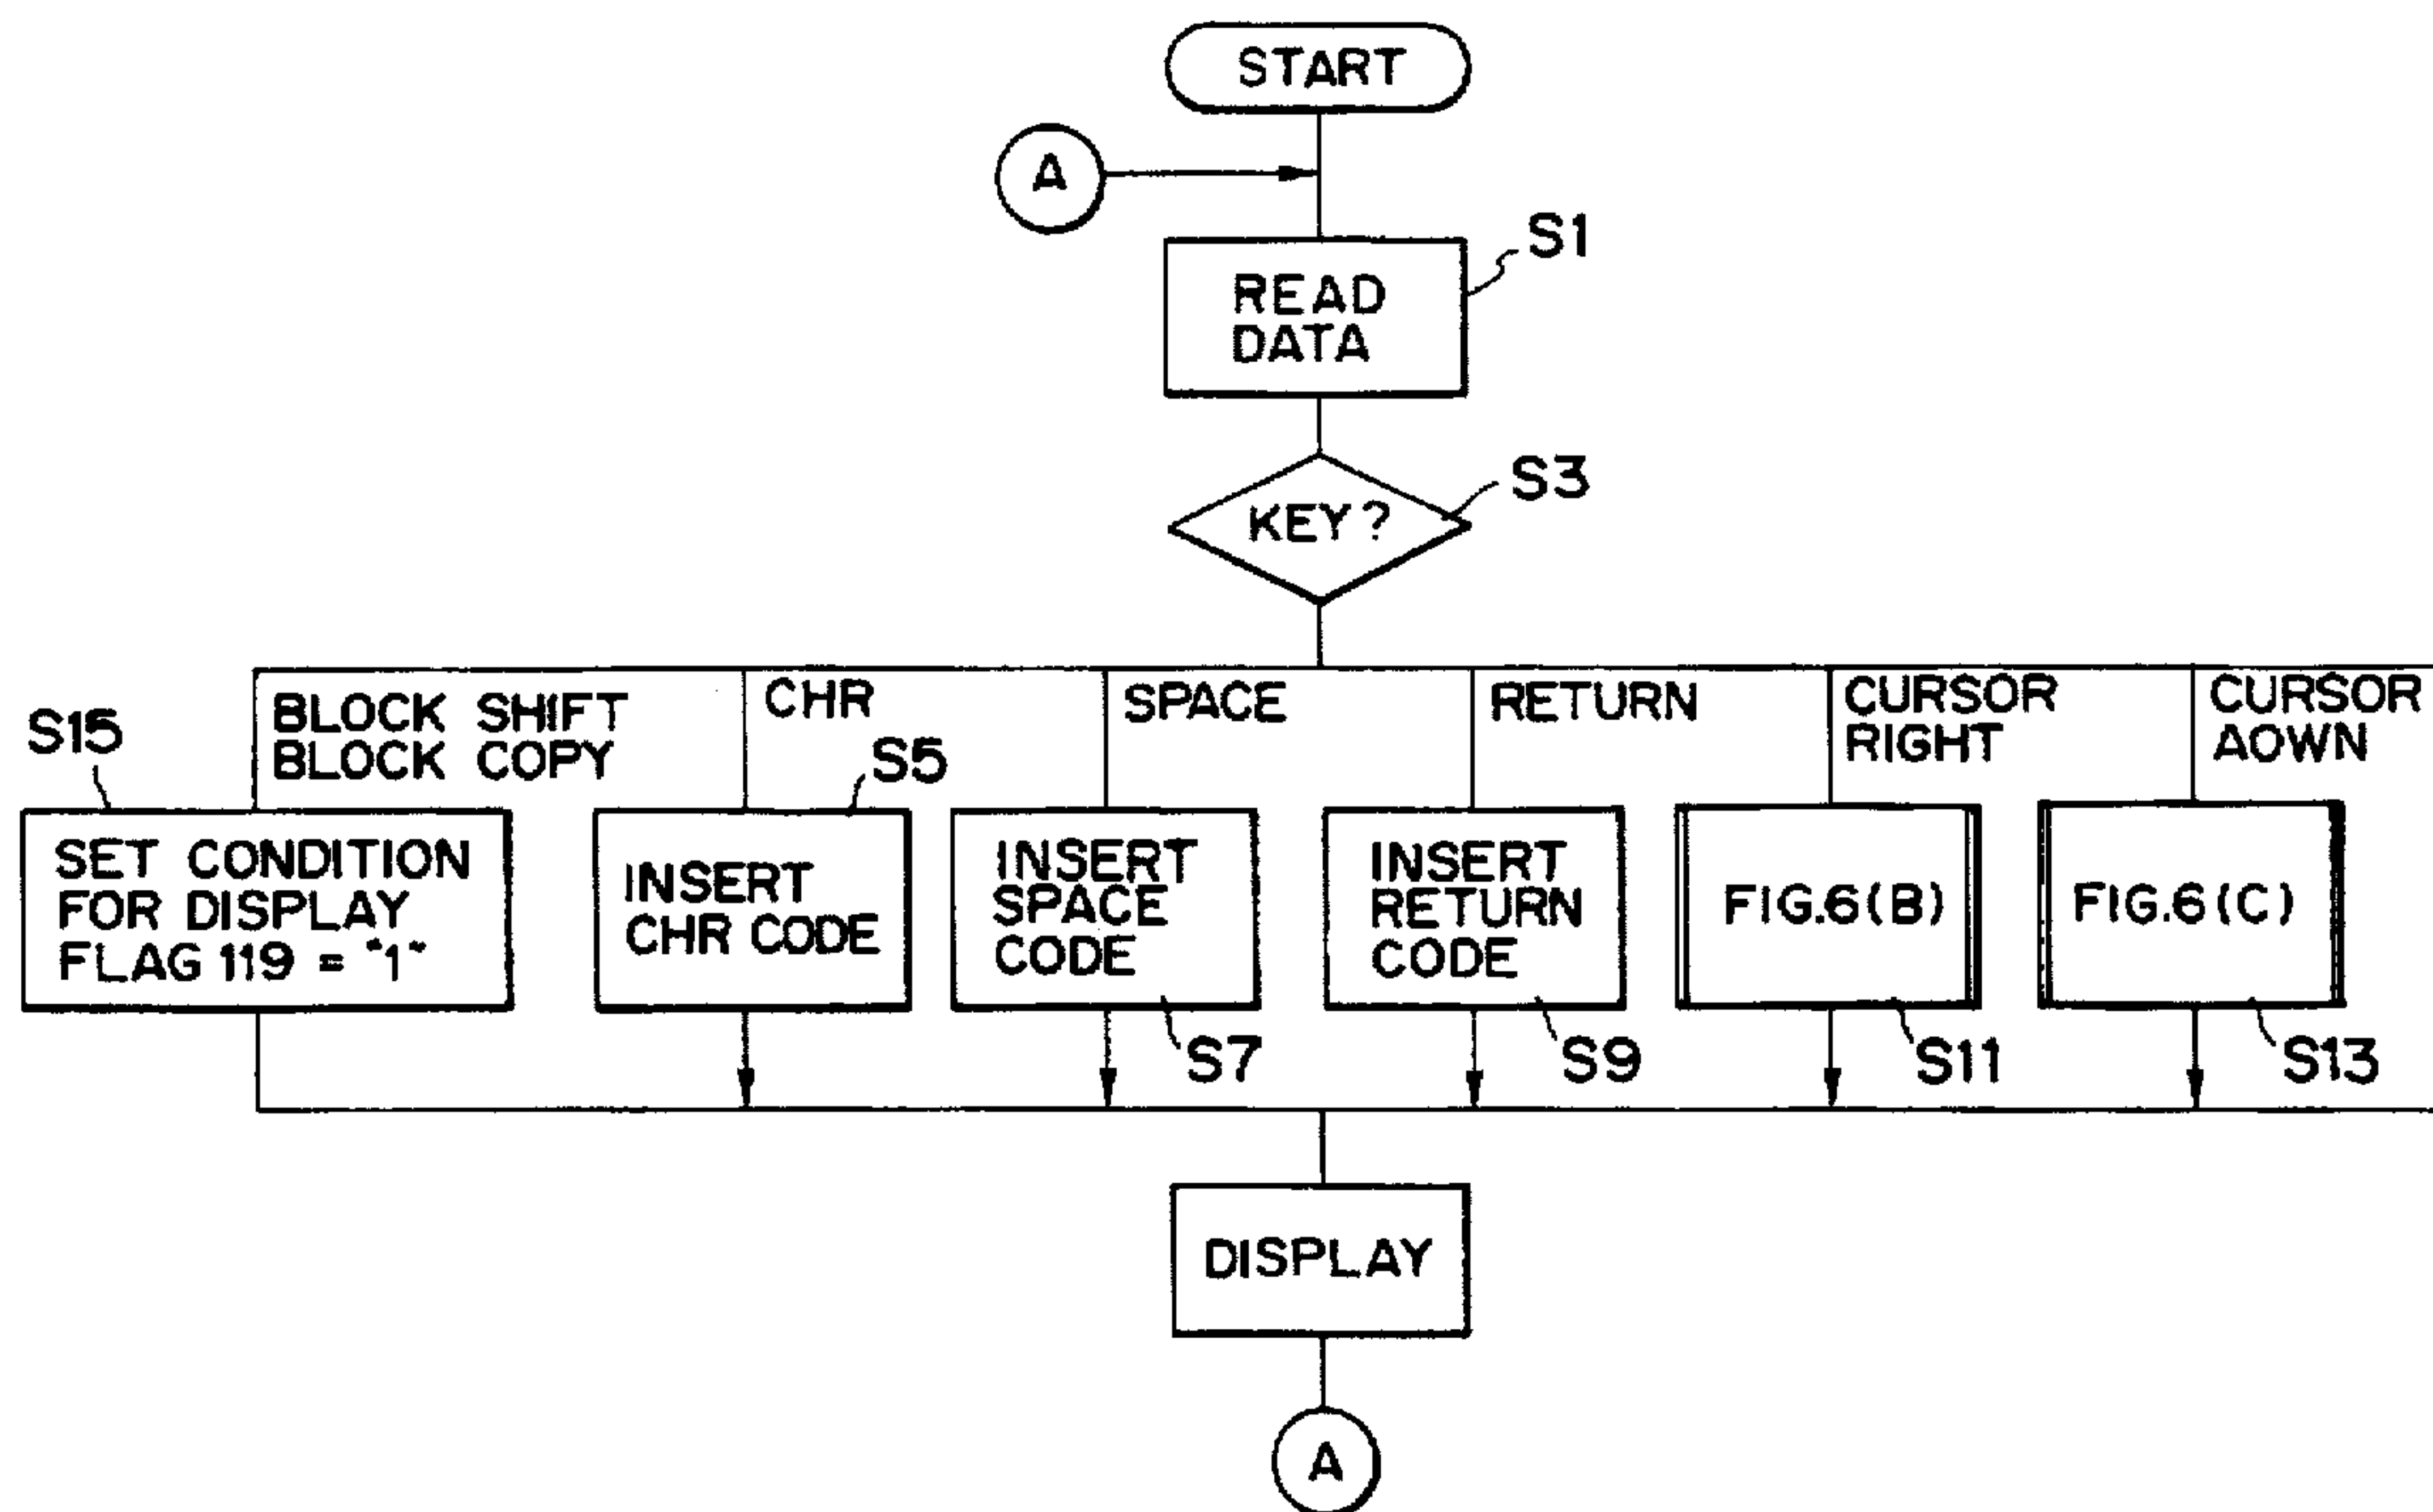 START
A
S1
READ
DATA
S3
KEY?
BLOCK SHIFT
BLOCK COPY
CHR
SPACE
RETURN
CURSOR
RIGHT
CURSOR
AOWN
S15
S5
SET CONDITION
FOR DISPLAY
FLAG 119 = "1"
INSERT
CHR CODE
INSERT
SPACE
CODE
INSERT
RETURN
CODE
FIG.6(B)
FIG.6(C)
S7
S9
S11
S13
DISPLAY
A